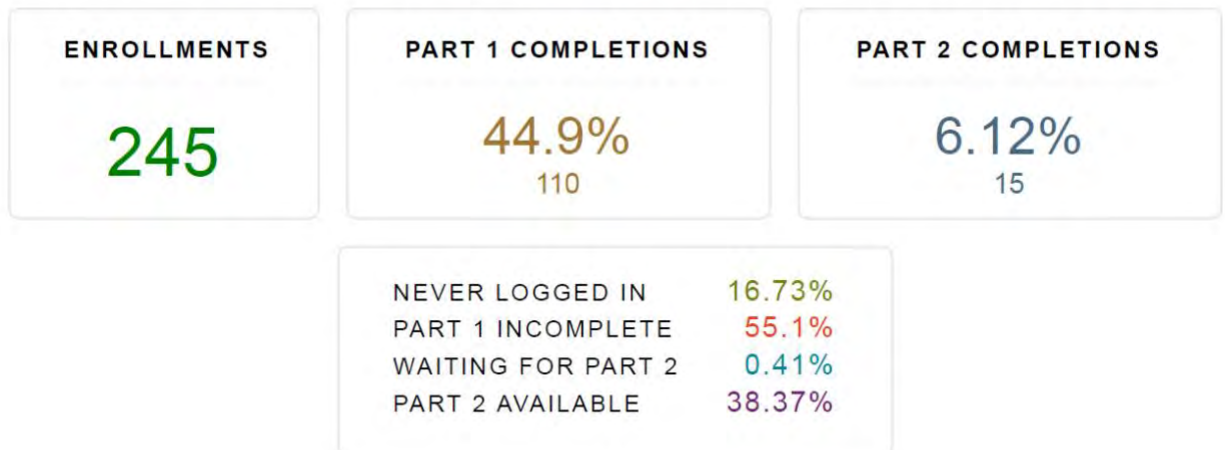 ENROLLMENTS
245
PART 1 COMPLETIONS
44.9%
110
PART 2 COMPLETIONS
6.12%
15
NEVER LOGGED IN 16.73%
PART 1 INCOMPLETE 55.1%
WAITING FOR PART 2 0.41%
PART 2 AVAILABLE 38.37%